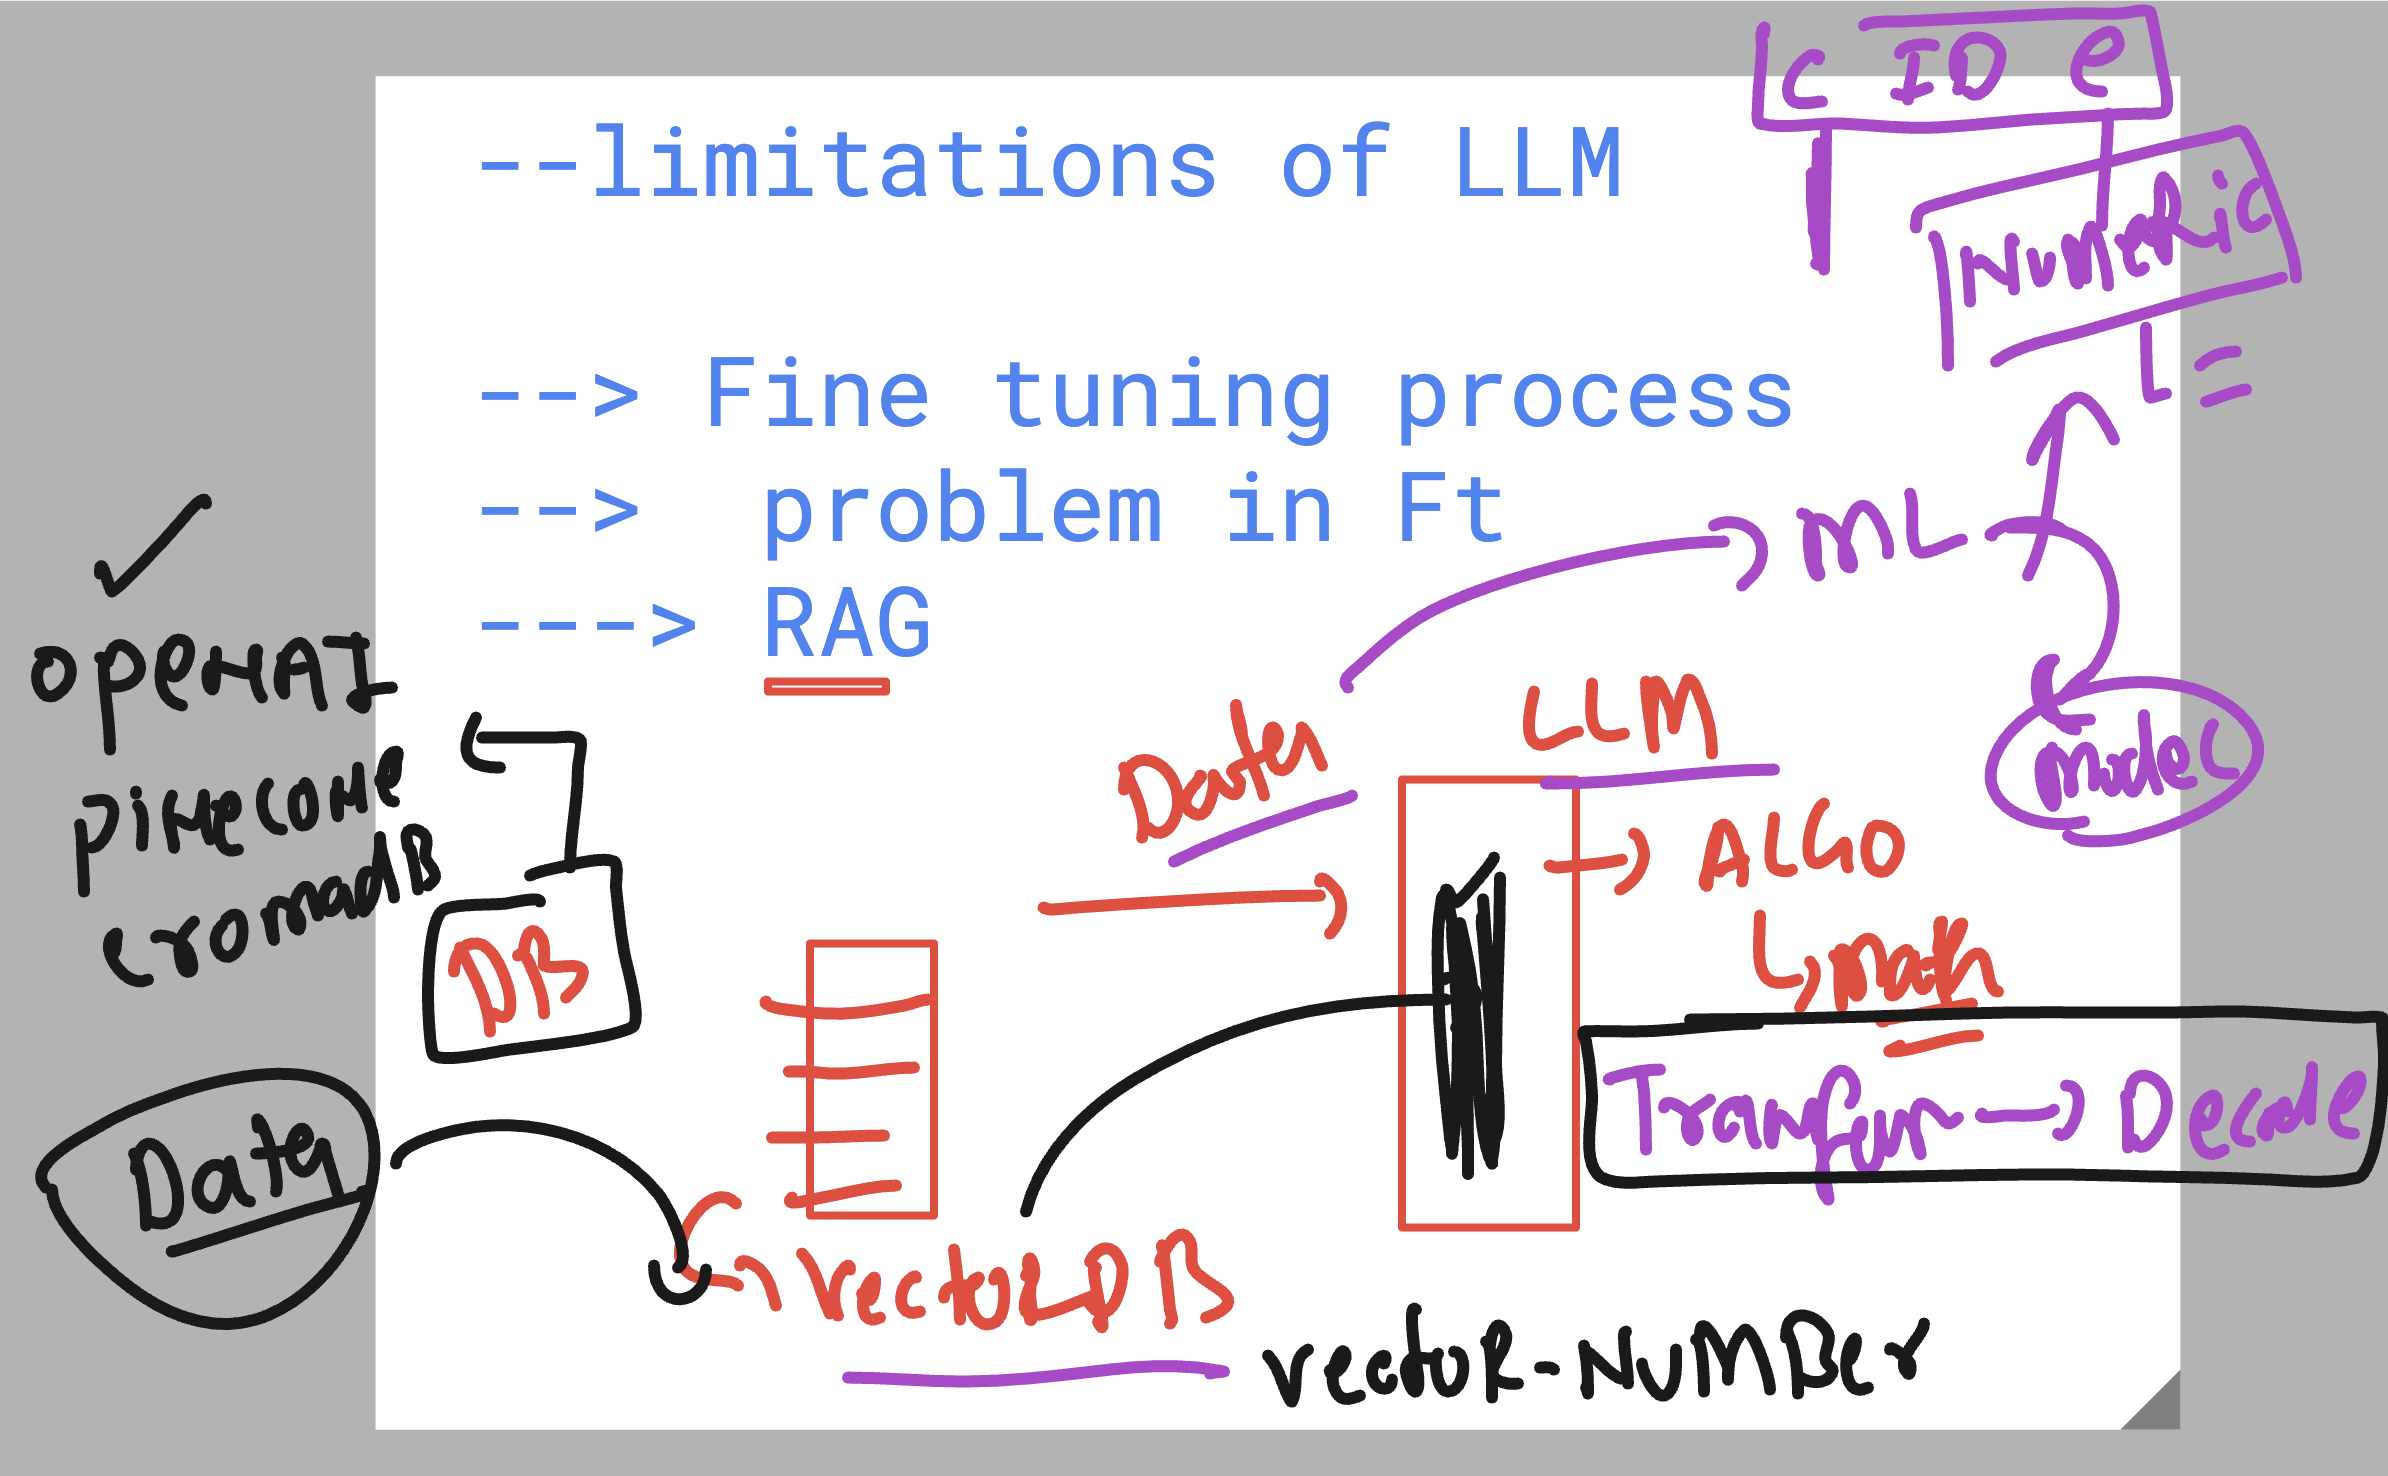 C ID e
--limitations of LLM
NUMeRic
--> Fine tuning process
--> problem in Ft
ML
---> RAG
OpenAI
LLM
Data
model
pinecone
ALGO
cromadB
DB
math
Data
Transfer → Decode
vectorDB
vector-NUMBer